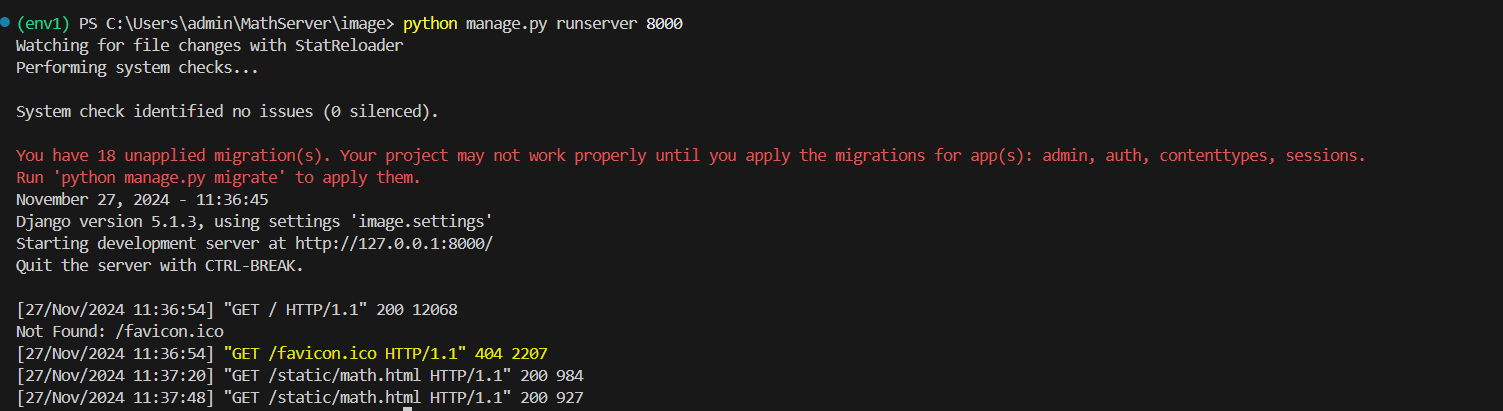 (env1) PS C:\Users\admin\MathServer\image> python manage.py runserver 8000
Watching for file changes with StatReloader
Performing system checks...
System check identified no issues (0 silenced).
You have 18 unapplied migration(s). Your project may not work properly until you apply the migrations for app(s): admin, auth, contenttypes, sessions.
Run 'python manage.py migrate' to apply them.
November 27, 2024 - 11:36:45
Django version 5.1.3, using settings 'image.settings'
Starting development server at http://127.0.0.1:8000/
Quit the server with CTRL-BREAK.
[27/Nov/2024 11:36:54] "GET / HTTP/1.1" 200 12068
Not Found: /favicon.ico
[27/Nov/2024 11:36:54] "GET /favicon.ico HTTP/1.1" 404 2207
[27/Nov/2024 11:37:20] "GET /static/math.html HTTP/1.1" 200 984
[27/Nov/2024 11:37:48] "GET /static/math.html HTTP/1.1" 200 927